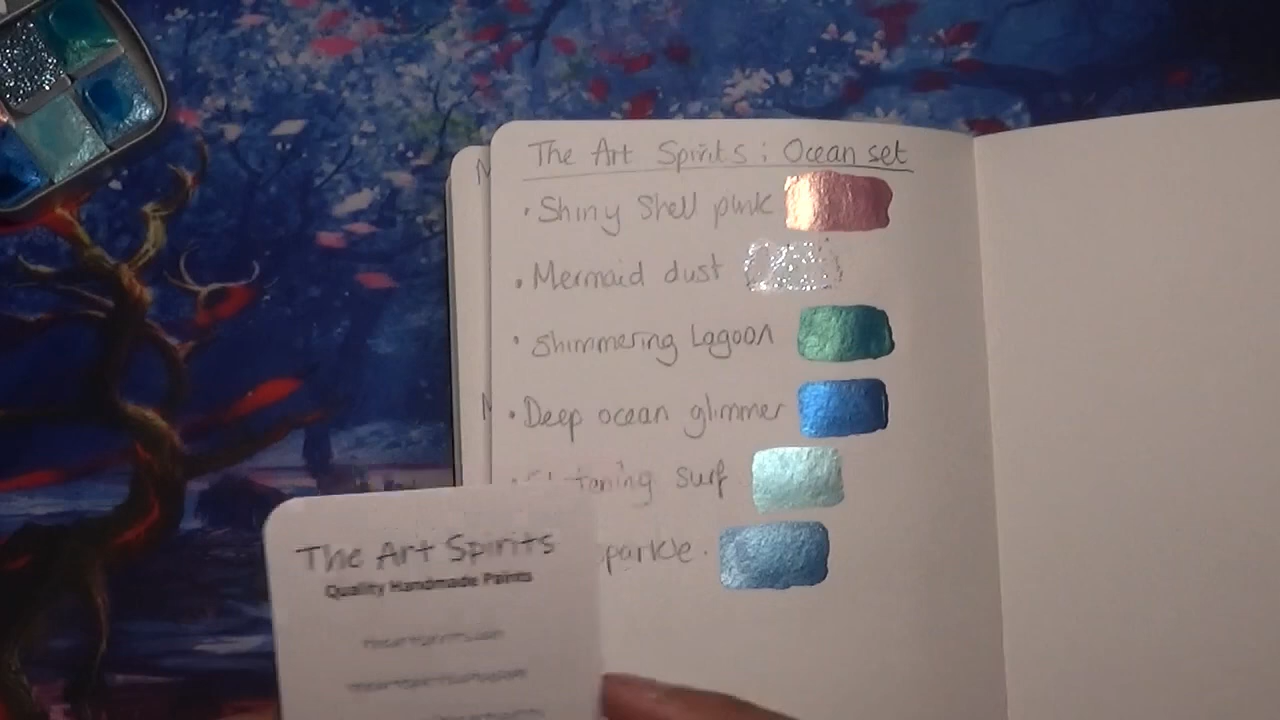 The Art Spirits : Ocean set
• Shiny Shell pink
• Mermaid dust
• Shimmering Lagoon
• Deep ocean glimmer
surf
parkle.
The Art Spirits
Quality Handmade Paints